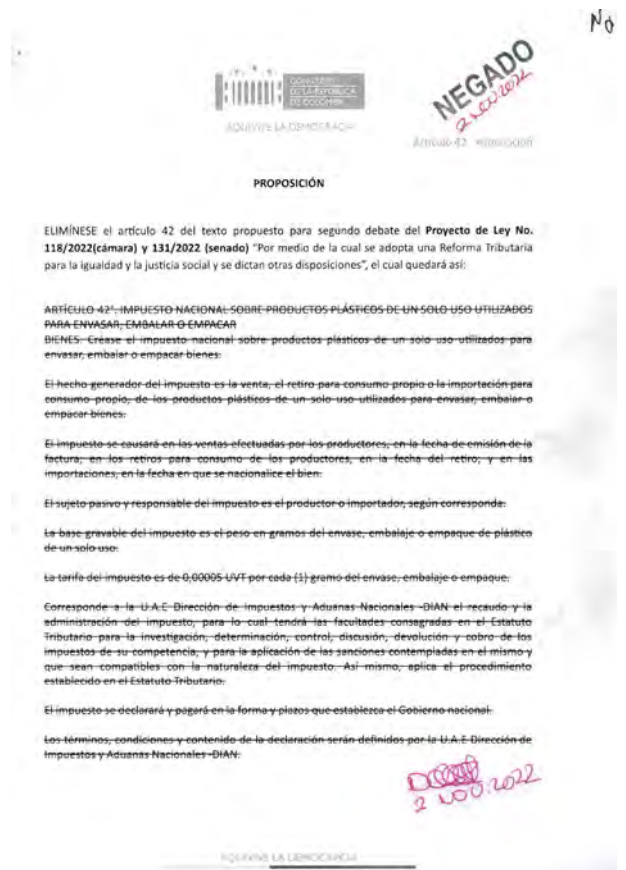 No
CONGRESO
DE LA REPÚBLICA
DE COLOMBIA
AQUÍ VIVE LA DEMOCRACIA
NEGADO
2 NOV 2022
Artículo 42
PROPOSICIÓN
ELIMÍNESE el artículo 42 del texto propuesto para segundo debate del Proyecto de Ley No.
118/2022(cámara) y 131/2022 (senado) "Por medio de la cual se adopta una Reforma Tributaria
para la igualdad y la justicia social y se dictan otras disposiciones", el cual quedará así:
ARTÍCULO 42°. IMPUESTO NACIONAL SOBRE PRODUCTOS PLÁSTICOS DE UN SOLO USO UTILIZADOS
PARA ENVASAR, EMBALAR O EMPACAR
BIENES. Créase el impuesto nacional sobre productos plásticos de un solo uso utilizados para
envasar, embalar o empacar bienes.
El hecho generador del impuesto es la venta, el retiro para consumo propio o la importación para
consumo propio, de los productos plásticos de un solo uso utilizados para envasar, embalar o
empacar bienes.
El impuesto se causará en las ventas efectuadas por los productores, en la fecha de emisión de la
factura; en los retiros para consumo de los productores, en la fecha del retiro; y en las
importaciones, en la fecha en que se nacionalice el bien.
El sujeto pasivo y responsable del impuesto es el productor o importador, según corresponda.
La base gravable del impuesto es el peso en gramos del envase, embalaje o empaque de plástico
de un solo uso.
La tarifa del impuesto es de 0,00005 UVT por cada (1) gramo del envase, embalaje o empaque.
Corresponde a la U.A.E Dirección de Impuestos y Aduanas Nacionales -DIAN el recaudo y la
administración del impuesto, para lo cual tendrá las facultades consagradas en el Estatuto
Tributario para la investigación, determinación, control, discusión, devolución y cobro de los
impuestos de su competencia, y para la aplicación de las sanciones contempladas en el mismo y
que sean compatibles con la naturaleza del impuesto. Así mismo, aplica el procedimiento
establecido en el Estatuto Tributario.
El impuesto se declarará y pagará en la forma y plazos que establezca el Gobierno nacional.
Los términos, condiciones y contenido de la declaración serán definidos por la U.A.E Dirección de
Impuestos y Aduanas Nacionales -DIAN.
2 NOV 2022
AQUÍ VIVE LA DEMOCRACIA